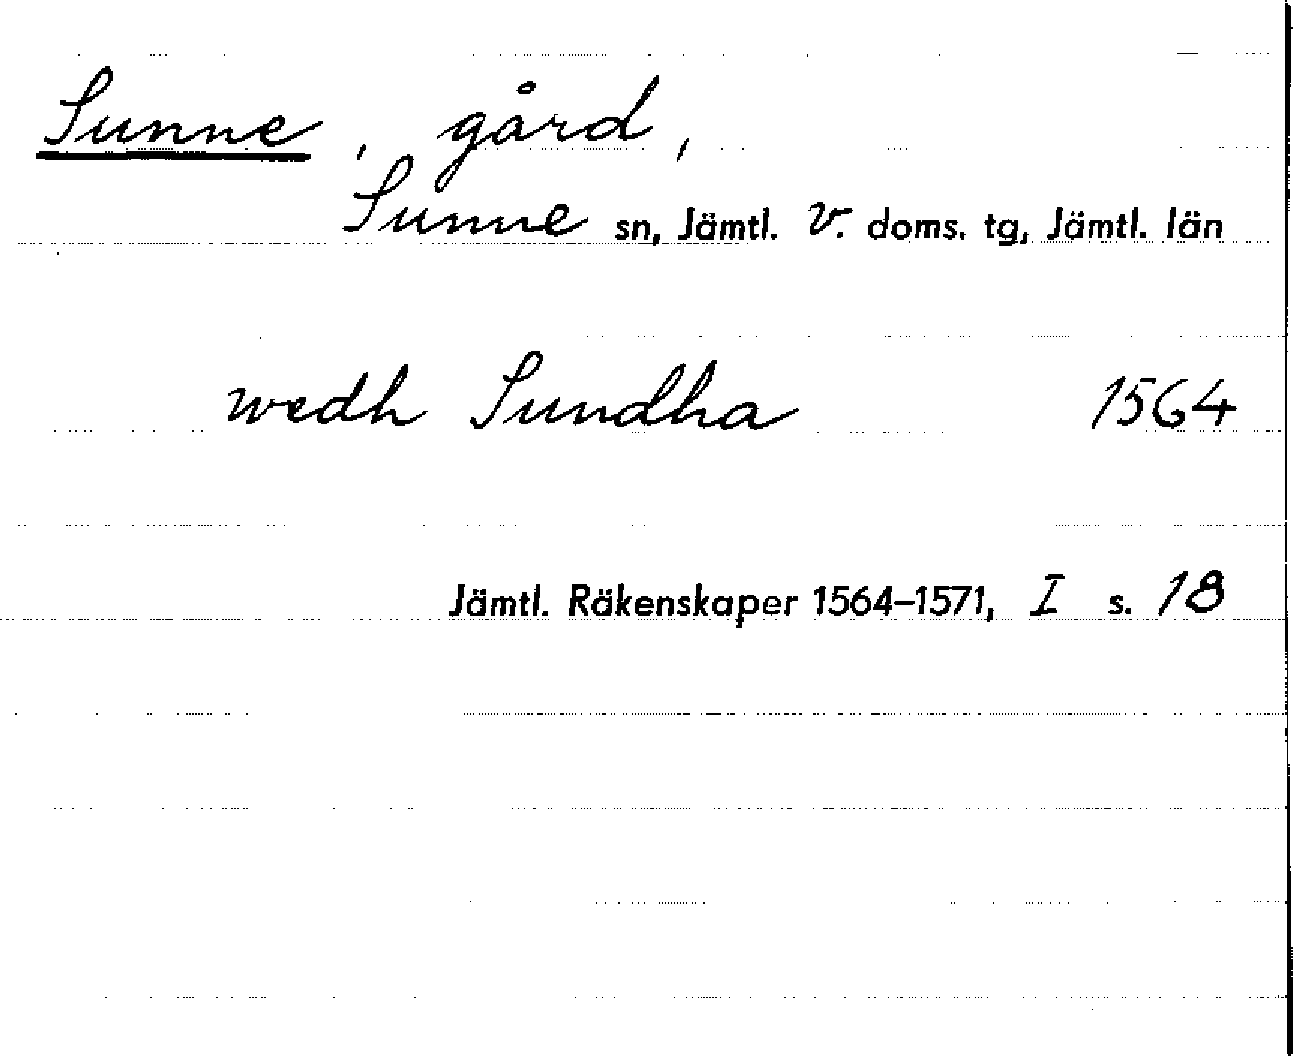 Sunne, gård,
Sunne sn, Jämtl. v. doms. tg, Jämtl. län
wedh Sundha 1564
Jämtl. Räkenskaper 1564–1571, I s. 18